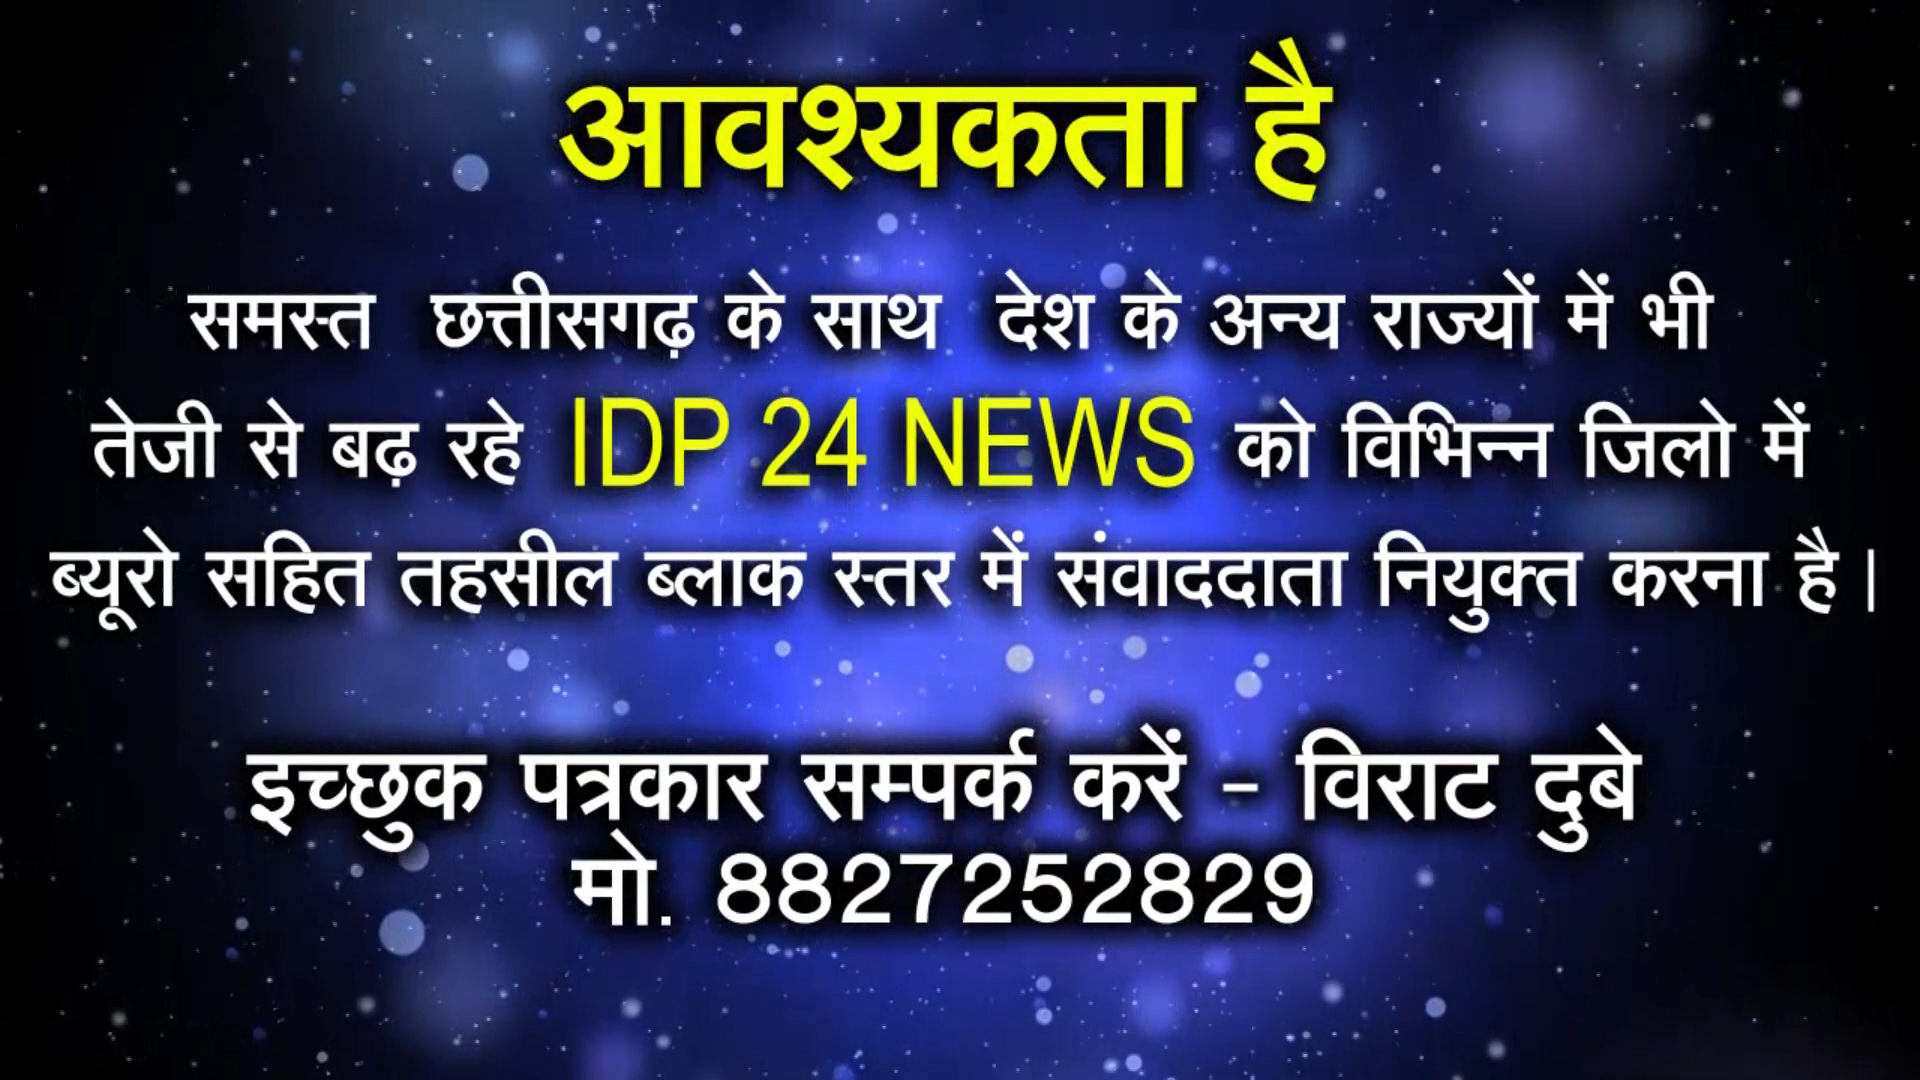 आवश्यकता है
समस्त छत्तीसगढ़ के साथ देश के अन्य राज्यों में भी
तेजी से बढ़ रहे IDP 24 NEWS को विभिन्न जिलो में
ब्यूरो सहित तहसील ब्लाक स्तर में संवाददाता नियुक्त करना है।
इच्छुक पत्रकार सम्पर्क करें - विराट दुबे
मो. 8827252829